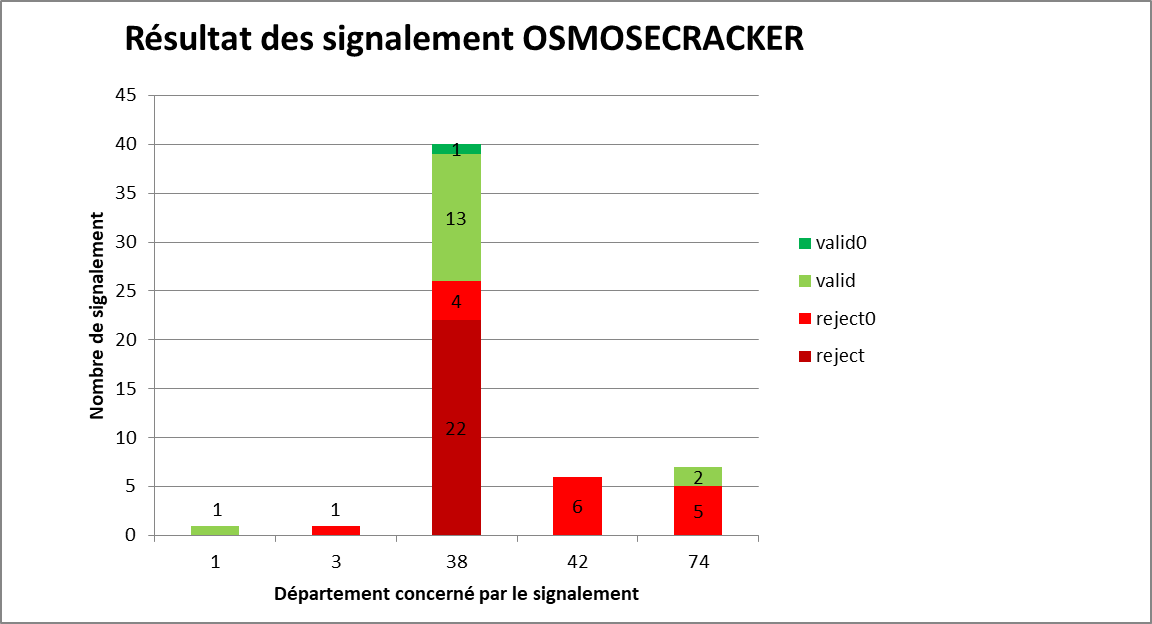 Résultat des signalement OSMOSECRACKER
Nombre de signalement
45
40
35
30
25
20
15
10
5
0
1
1
22
4
13
1
6
5
2
1 3 38 42 74
Département concerné par le signalement
valid0
valid
reject0
reject